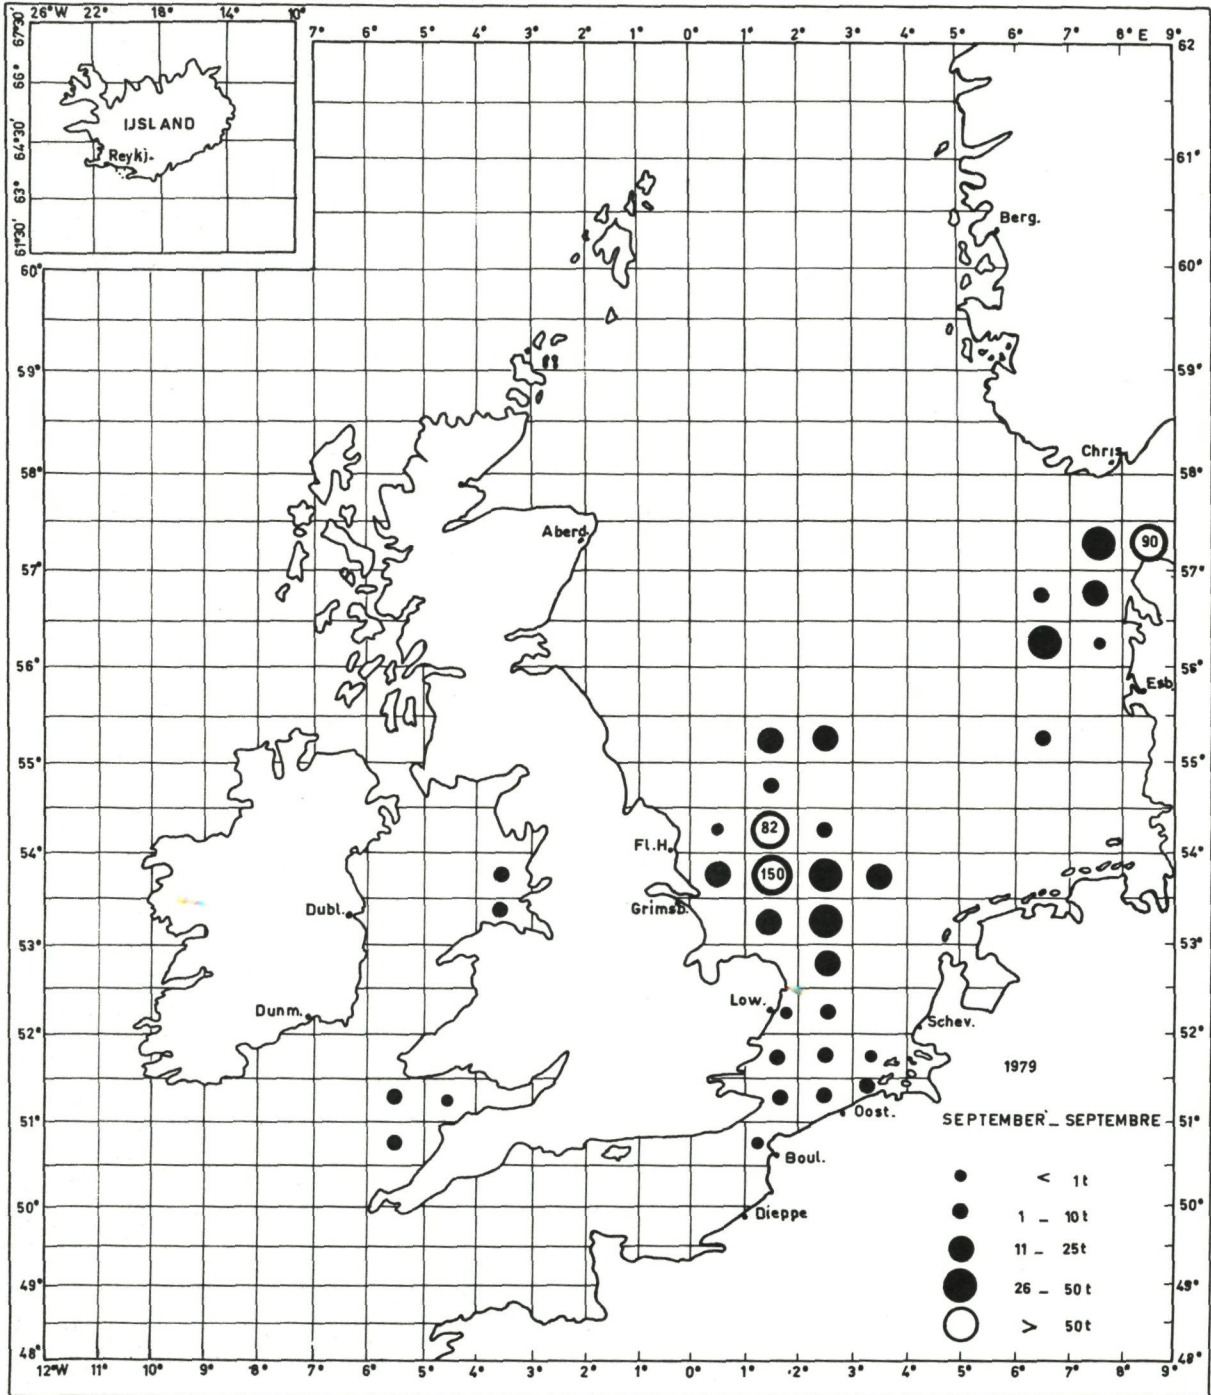 26°W 22° 18° 14° 10°
67°30'
66°
64°30'
63°
61°30'
IJSLAND
Reykj.
7° 6° 5° 4° 3° 2° 1° 0° 1° 2° 3° 4° 5° 6° 7° 8° E 9°
62
61°
Berg.
60° 60°
59° 59°
Chris
58° 58°
Aberd.
90
57° 57°
56° 56°
Esb
55° 55°
82
Fl.H.
54° 54°
150
Dubl.
Grimsb.
53° 53°
Low.
Dunm.
Schev.
52° 52°
1979
Oost.
51° 51°
SEPTEMBER _ SEPTEMBRE
Boul.
< 1t
50° 50°
Dieppe
1 _ 10t
11 _ 25t
49° 49°
26 _ 50t
> 50t
48° 48°
12°W 11° 10° 9° 8° 7° 6° 5° 4° 3° 2° 1° 0° 1° 2° 3° 4° 5° 6° 7° 8° 9°